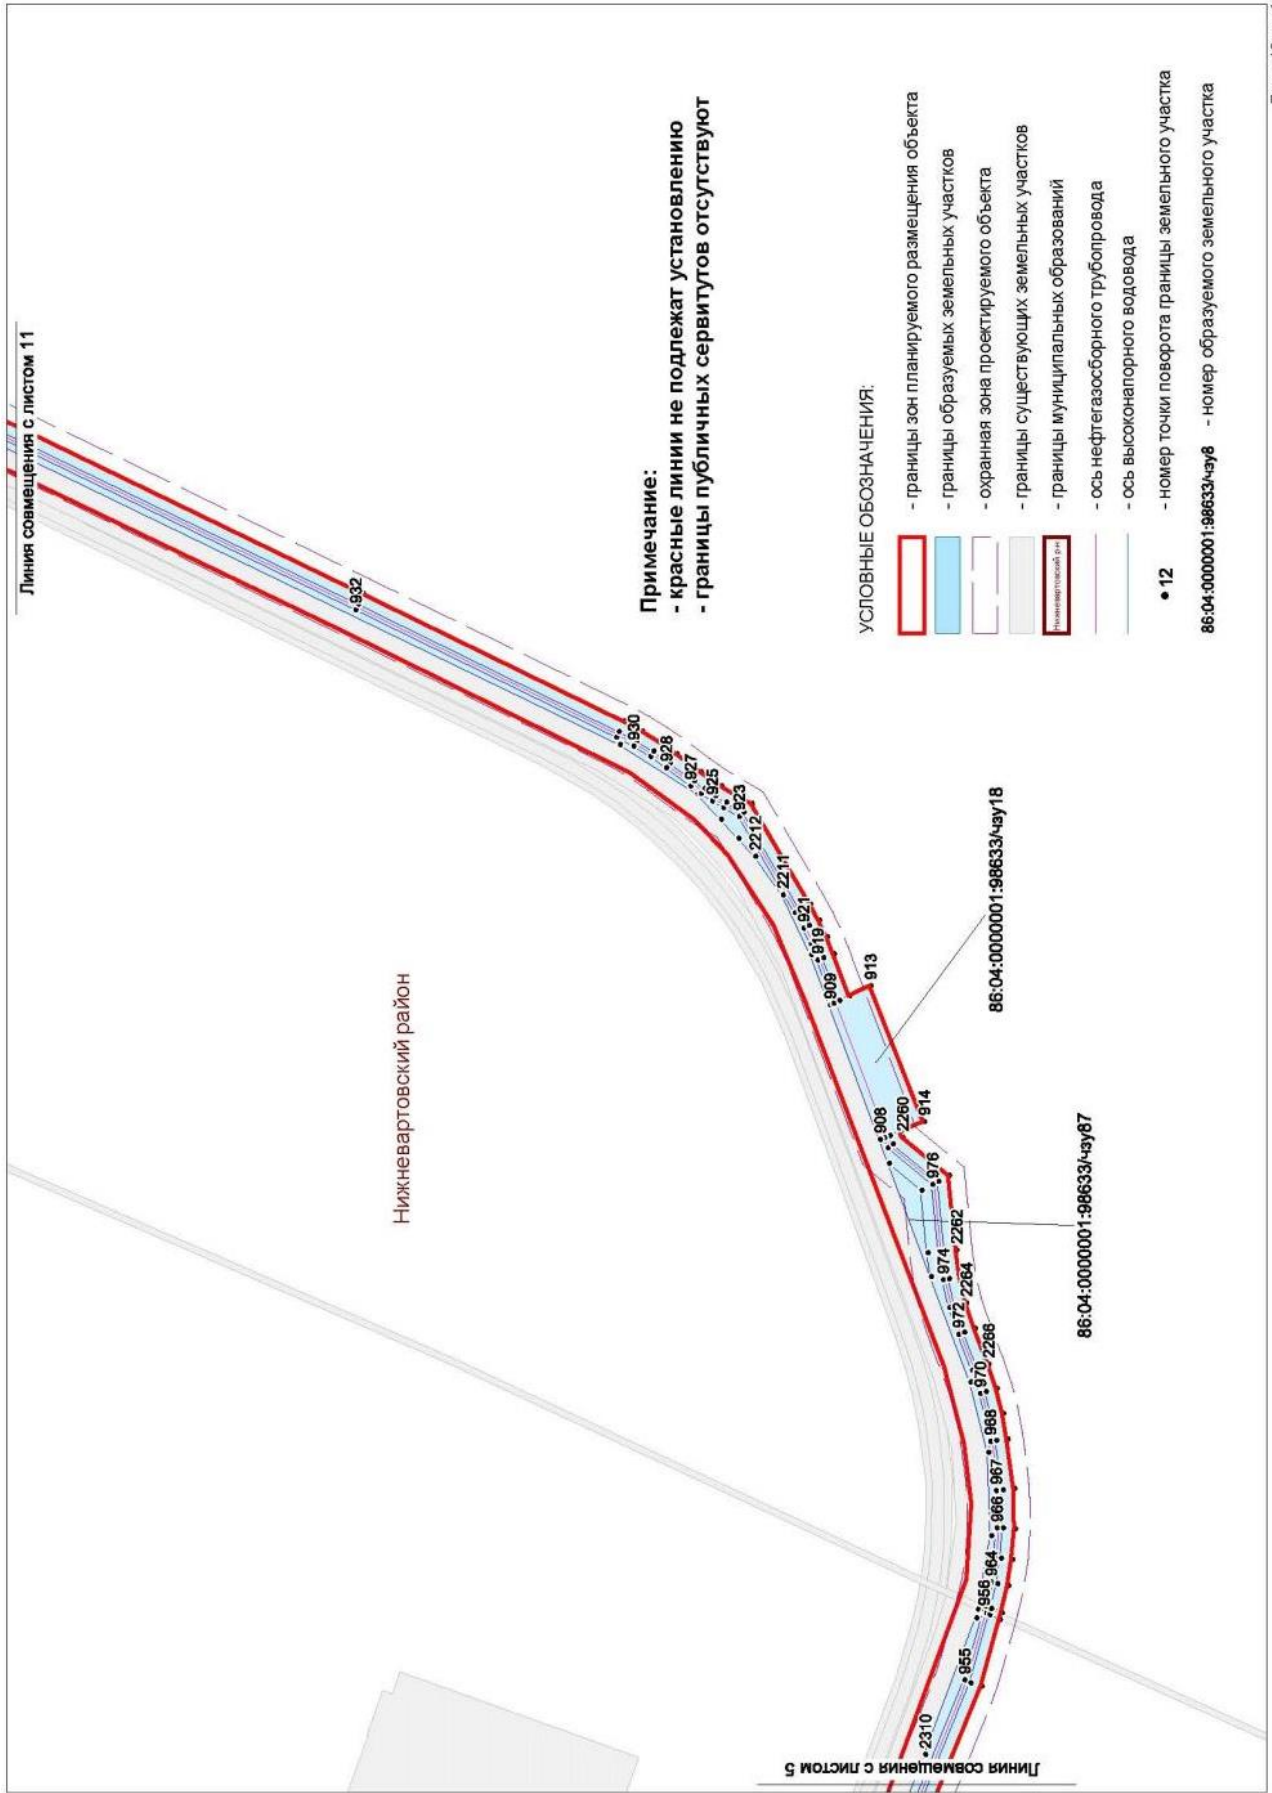 Линия совмещения с листом 11
932
930
928
927
925
923
2212
2211
921
919
909
913
86:04:0000001:98633/чзу18
908
2260
914
976
2262
974
2264
972
2266
970
968
967
966
964
956
955
2310
86:04:0000001:98633/чзу87
Нижневартовский район
Линия совмещения с листом 5
Примечание:
- красные линии не подлежат установлению
- границы публичных сервитутов отсутствуют
УСЛОВНЫЕ ОБОЗНАЧЕНИЯ:
- границы зон планируемого размещения объекта
- границы образуемых земельных участков
- охранная зона проектируемого объекта
- границы существующих земельных участков
Нижневартовский р-н
- границы муниципальных образований
- ось нефтегазосборного трубопровода
- ось высоконапорного водовода
• 12 - номер точки поворота границы земельного участка
86:04:0000001:98633/чзу8 - номер образуемого земельного участка